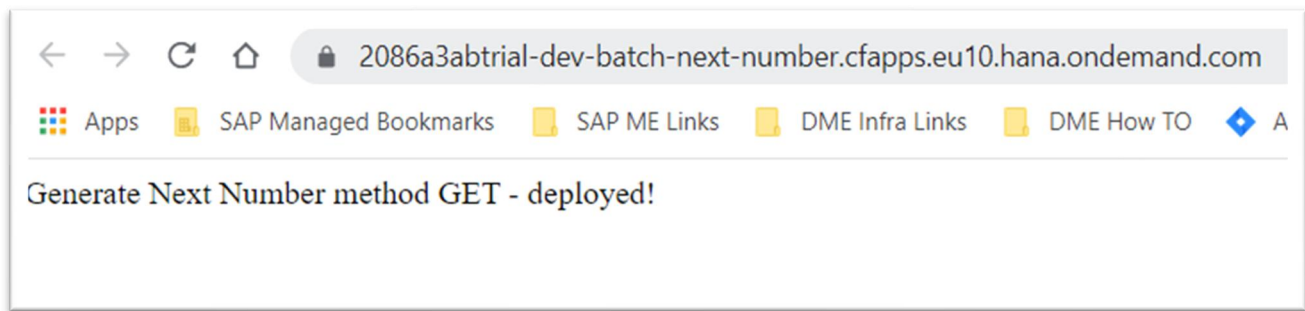 2086a3abtrial-dev-batch-next-number.cfapps.eu10.hana.ondemand.com
Apps SAP Managed Bookmarks SAP ME Links DME Infra Links DME How TO A
Generate Next Number method GET - deployed!